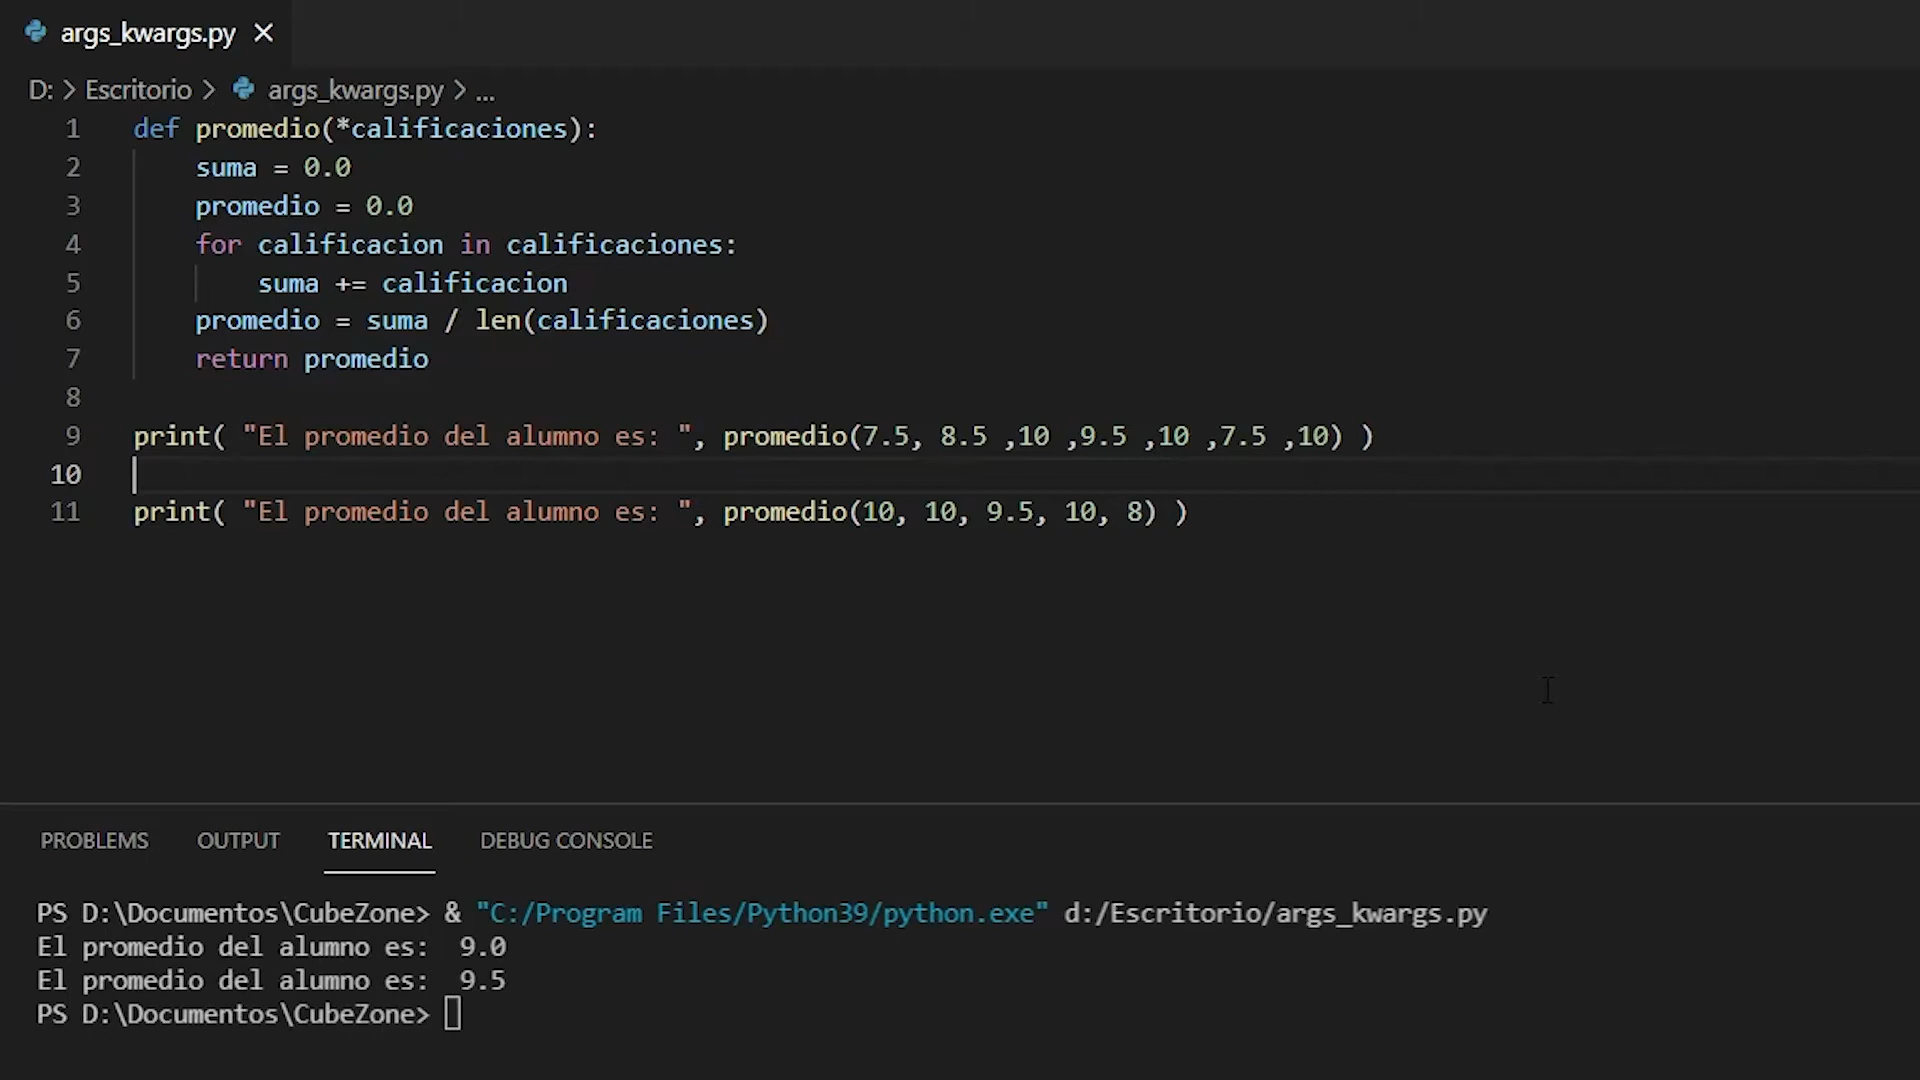 args_kwargs.py
D: > Escritorio > args_kwargs.py > ...
1 def promedio(*calificaciones):
2     suma = 0.0
3     promedio = 0.0
4     for calificacion in calificaciones:
5         suma += calificacion
6     promedio = suma / len(calificaciones)
7     return promedio
8
9 print( "El promedio del alumno es: ", promedio(7.5, 8.5 ,10 ,9.5 ,10 ,7.5 ,10) )
10
11 print( "El promedio del alumno es: ", promedio(10, 10, 9.5, 10, 8) )
PROBLEMS OUTPUT TERMINAL DEBUG CONSOLE
PS D:\Documentos\CubeZone> & "C:/Program Files/Python39/python.exe" d:/Escritorio/args_kwargs.py
El promedio del alumno es:  9.0
El promedio del alumno es:  9.5
PS D:\Documentos\CubeZone>